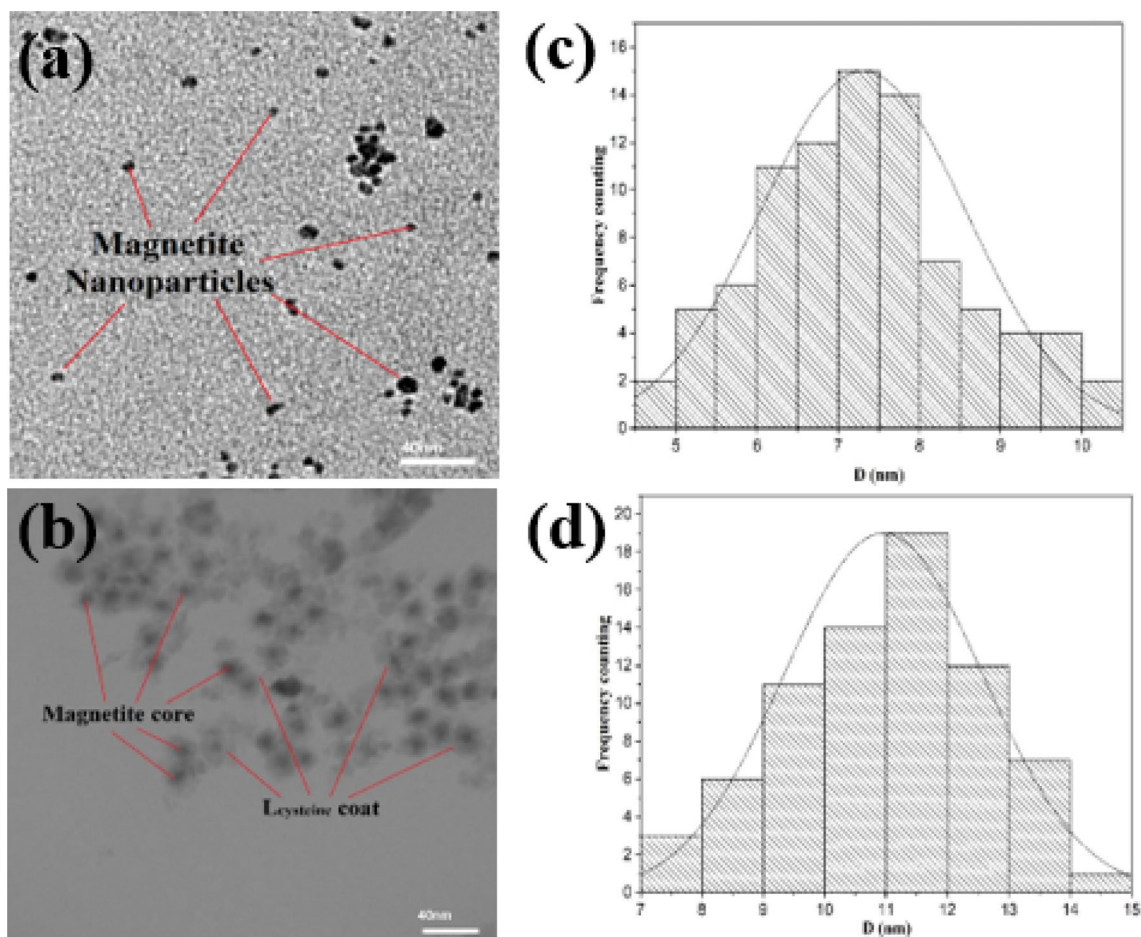 (a)
Magnetite
Nanoparticles
40nm
(c)
16
14
12
10
8
6
4
2
0
Frequency counting
5
6
7
8
9
10
D (nm)
(b)
Magnetite core
Lcysteine coat
40nm
(d)
20
18
16
14
12
10
8
6
4
2
0
Frequency counting
7
8
9
10
11
12
13
14
15
D (nm)